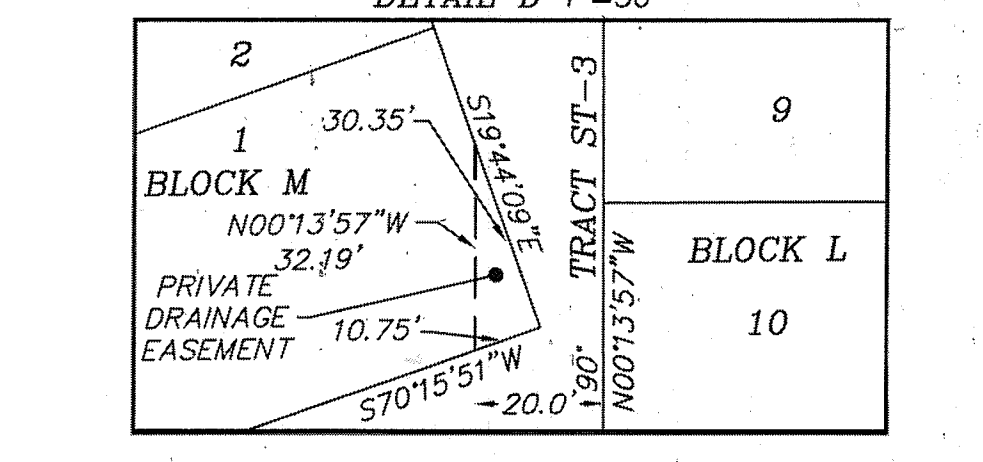 2
1
BLOCK M
30.35'
S19°44'09"E
N00°13'57"W
32.19'
PRIVATE
DRAINAGE
EASEMENT
10.75'
S70°15'51"W
20.0'
90°
TRACT ST-3
N00°13'57"W
9
BLOCK L
10